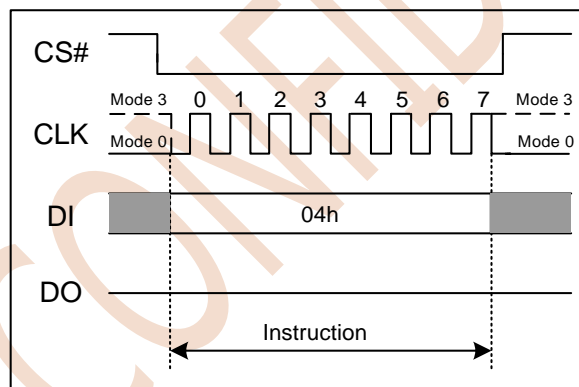 CS#
Mode 3 0 1 2 3 4 5 6 7 Mode 3
CLK
Mode 0 Mode 0
DI 04h
DO
Instruction
CONFID